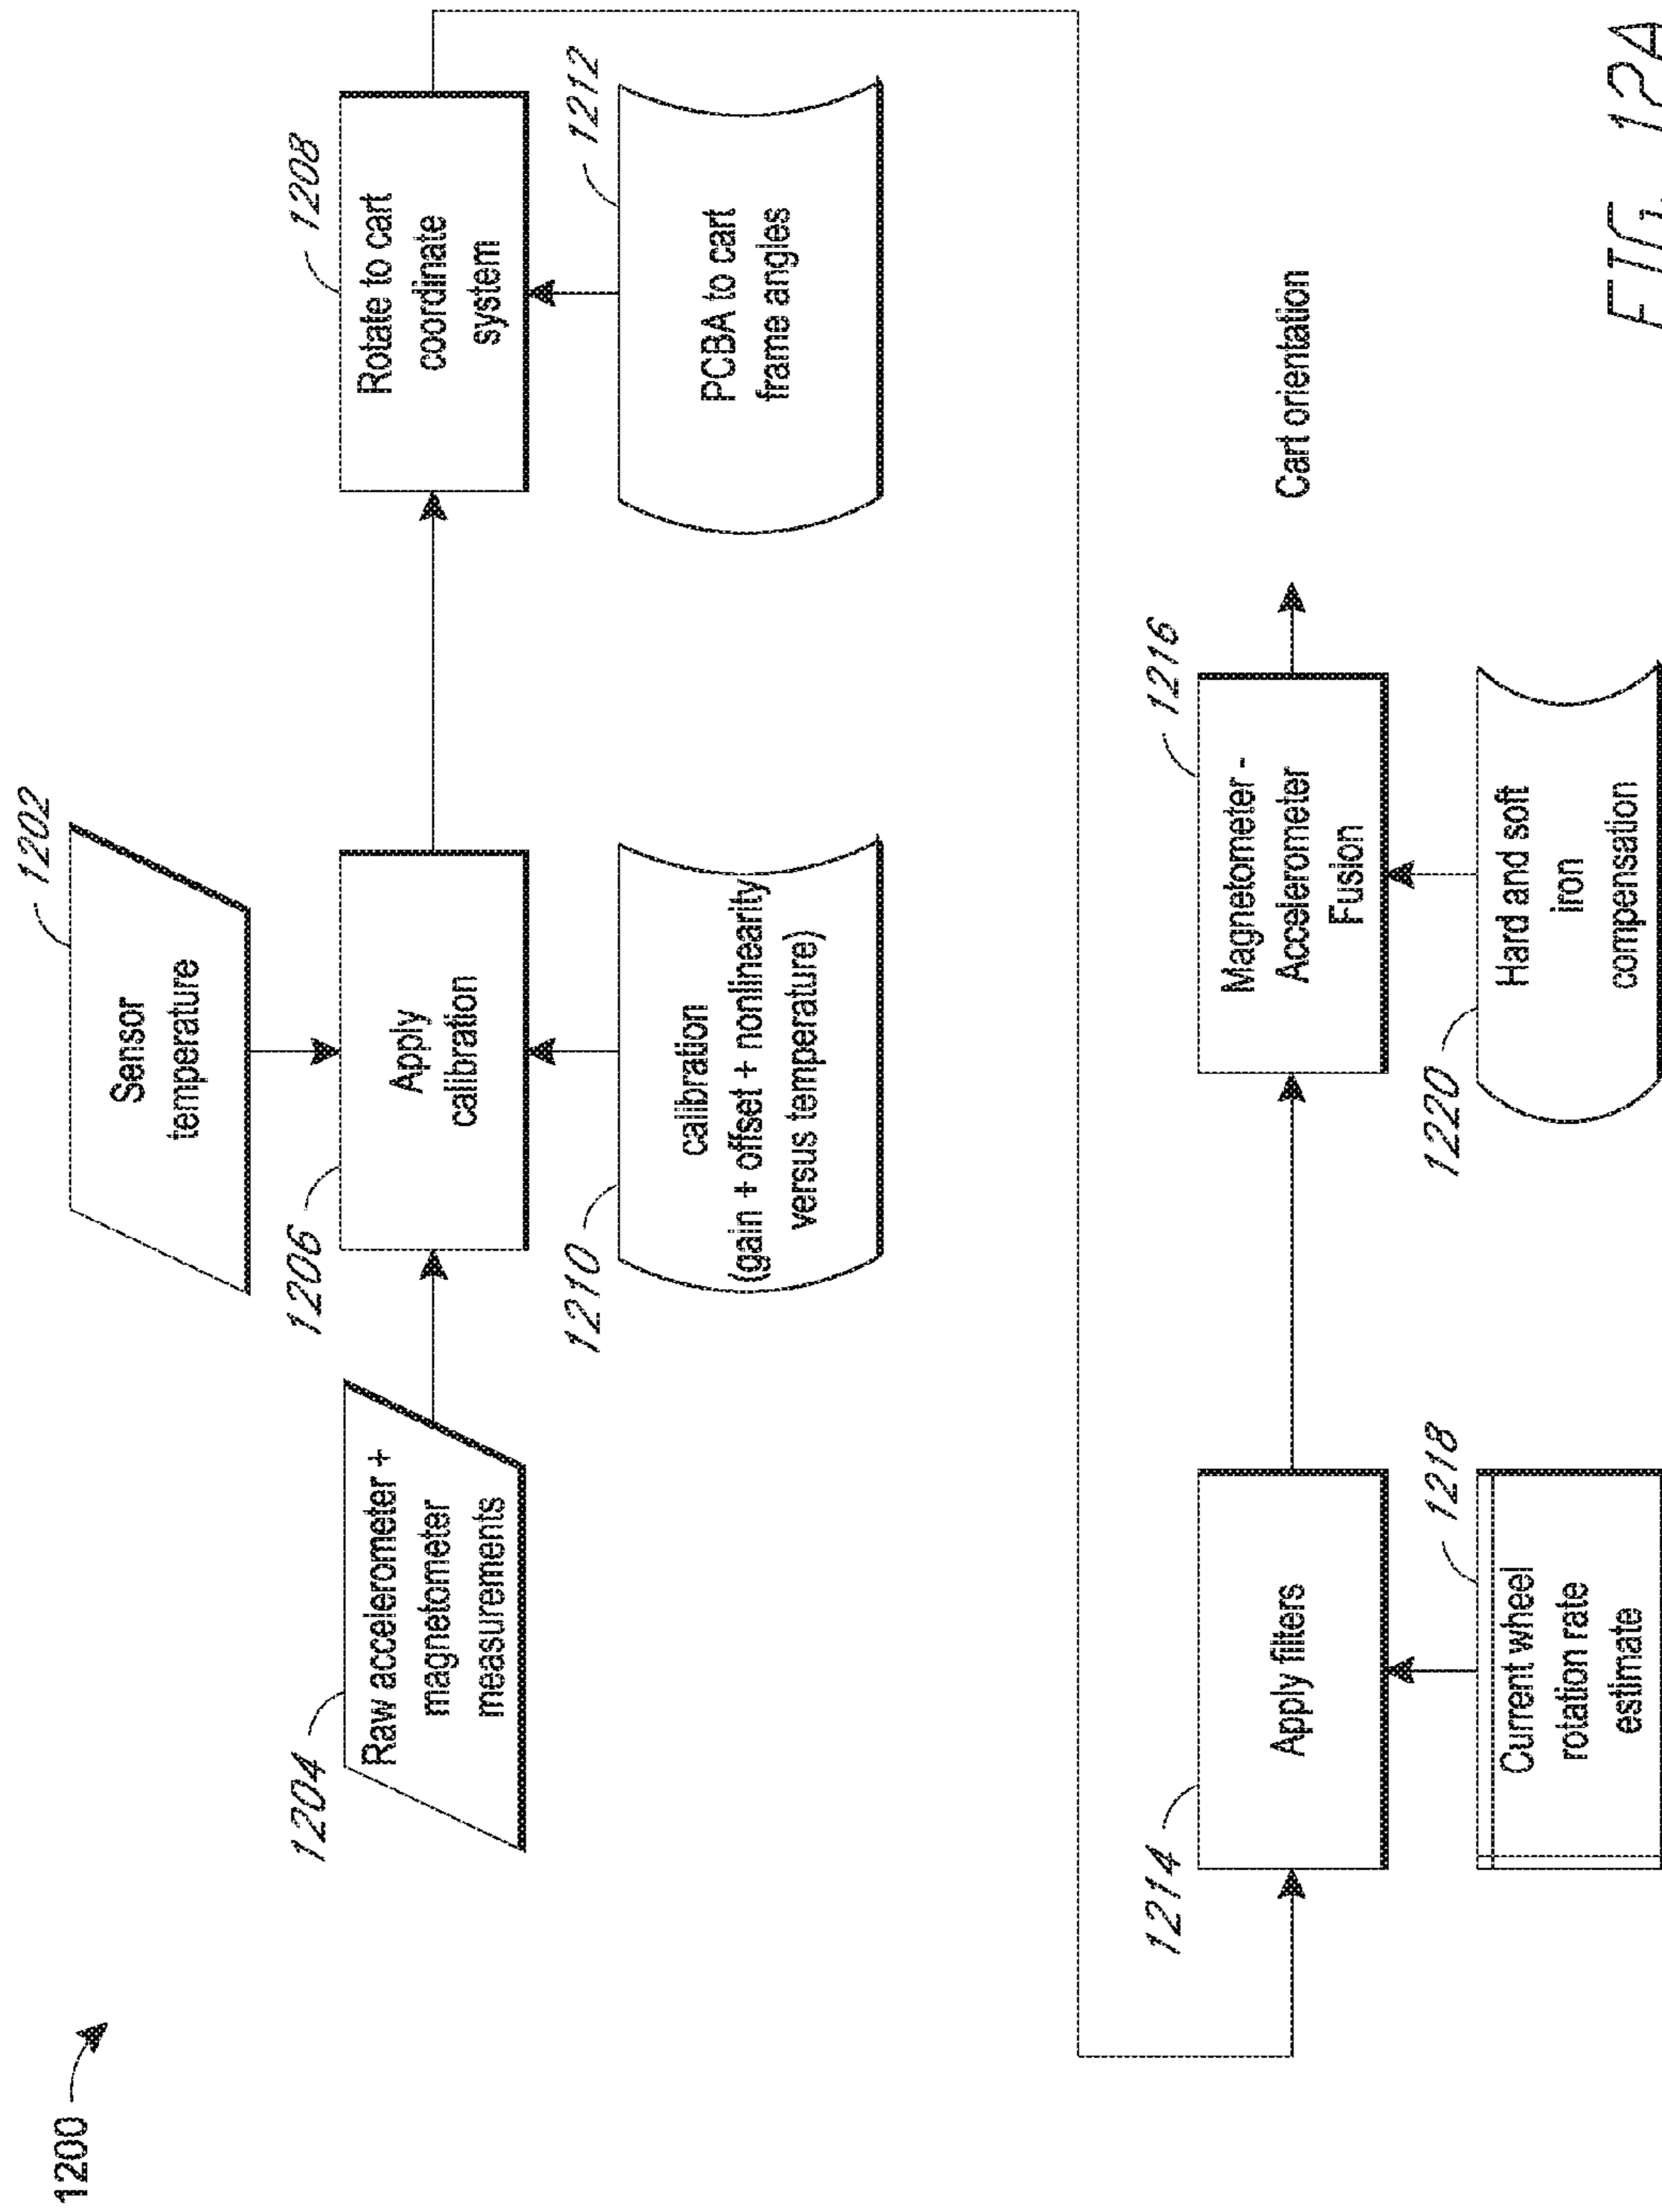 1200
1202
Sensor
temperature
1204
Raw accelerometer +
magnetometer
measurements
1206
Apply
calibration
1208
Rotate to cart
coordinate
system
1210
calibration
(gain + offset + nonlinearity
versus temperature)
1212
PCBA to cart
frame angles
1214
Apply filters
1216
Magnetometer -
Accelerometer
Fusion
Cart orientation
1218
Current wheel
rotation rate
estimate
1220
Hard and soft
iron
compensation
FIG. 12A